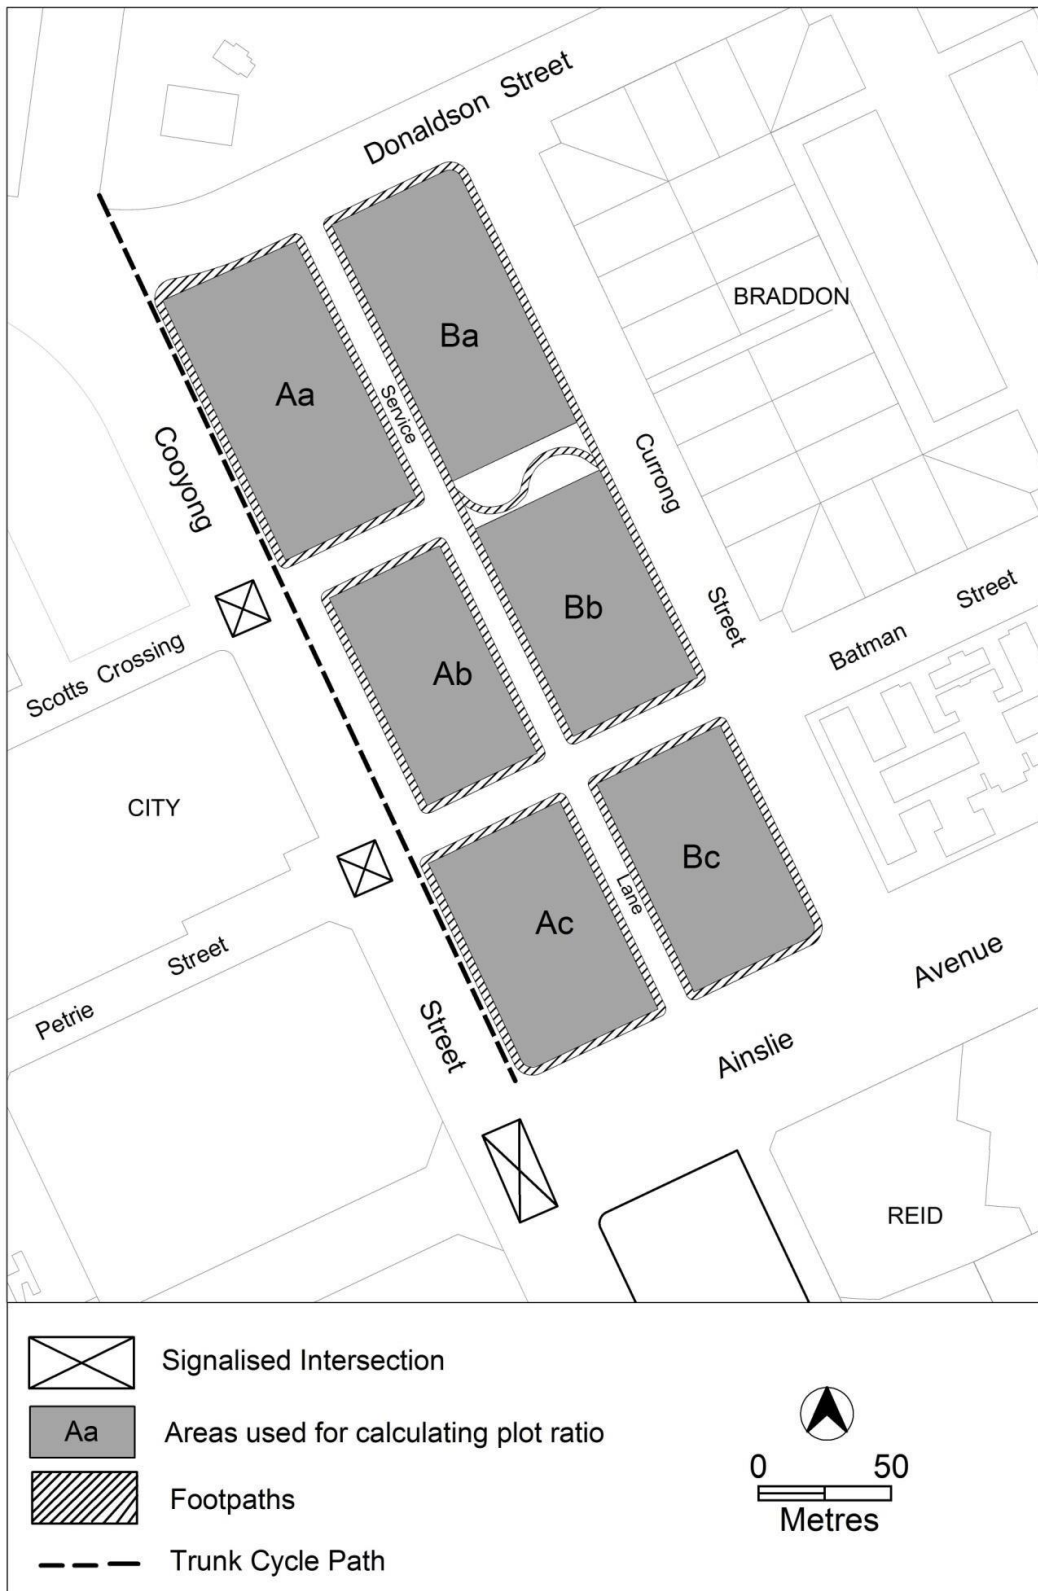 Donaldson Street
Ba
BRADDON
Aa
Service
Cooyong
Currong
Street
Bb
Batman Street
Scotts Crossing
Ab
CITY
Bc
Lane
Ac
Petrie Street
Street
Ainslie Avenue
REID
Signalised Intersection
Aa
Areas used for calculating plot ratio
Footpaths
Trunk Cycle Path
0 50
Metres